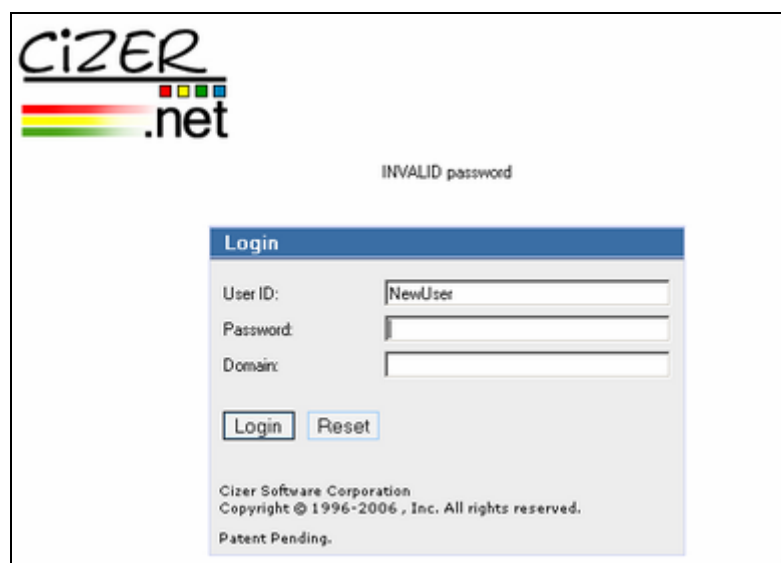 CiZER
.net
INVALID password
Login
User ID: NewUser
Password:
Domain:
Login Reset
Cizer Software Corporation
Copyright © 1996-2006 , Inc. All rights reserved.
Patent Pending.